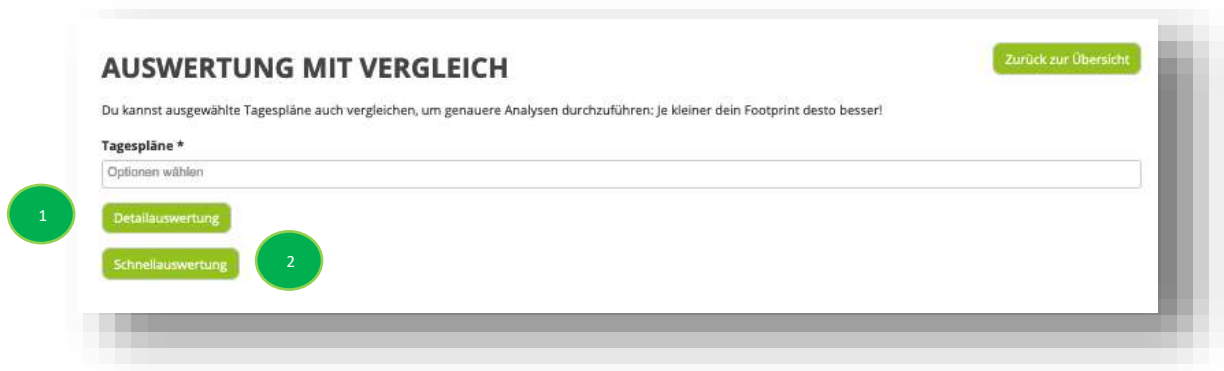 AUSWERTUNG MIT VERGLEICH
Zurück zur Übersicht
Du kannst ausgewählte Tagespläne auch vergleichen, um genauere Analysen durchzuführen: Je kleiner dein Footprint desto besser!
Tagespläne *
Optionen wählen
1
Detailauswertung
Schnellauswertung
2